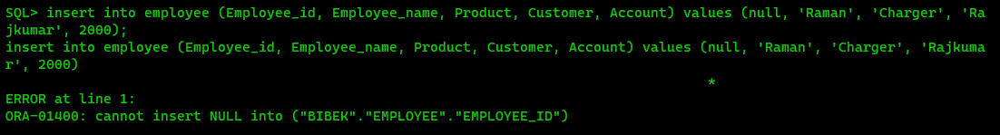 SQL> insert into employee (Employee_id, Employee_name, Product, Customer, Account) values (null, 'Raman', 'Charger', 'Ra
jkumar', 2000);
insert into employee (Employee_id, Employee_name, Product, Customer, Account) values (null, 'Raman', 'Charger', 'Rajkuma
r', 2000)
*
ERROR at line 1:
ORA-01400: cannot insert NULL into ("BIBEK"."EMPLOYEE"."EMPLOYEE_ID")